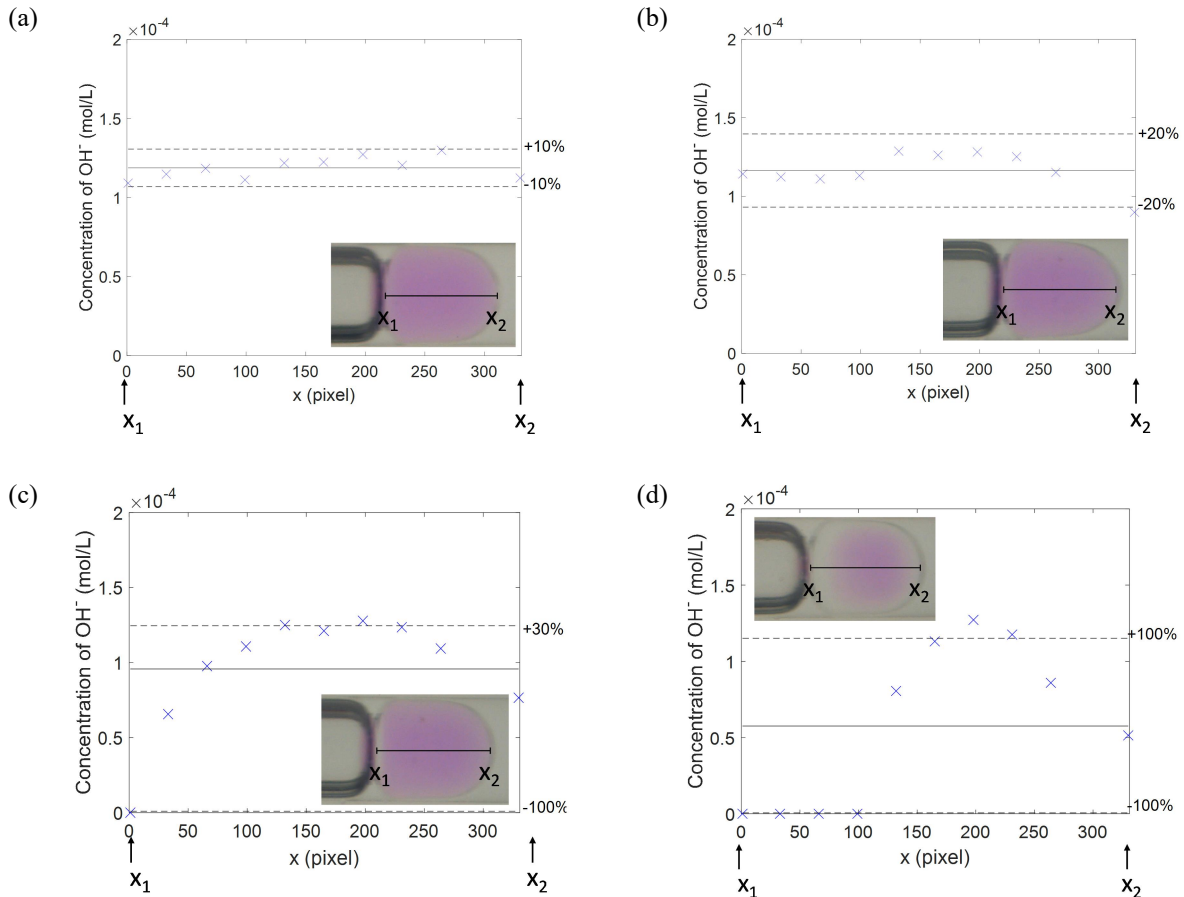 (a)
×10⁻⁴
2
1.5
1
0.5
0
Concentration of OH⁻ (mol/L)
+10%
-10%
X₁ X₂
0 50 100 150 200 250 300
x (pixel)
X₁ X₂
(b)
×10⁻⁴
2
1.5
1
0.5
0
Concentration of OH⁻ (mol/L)
+20%
-20%
X₁ X₂
0 50 100 150 200 250 300
x (pixel)
X₁ X₂
(c)
×10⁻⁴
2
1.5
1
0.5
0
Concentration of OH⁻ (mol/L)
+30%
-100%
X₁ X₂
0 50 100 150 200 250 300
x (pixel)
X₁ X₂
(d)
×10⁻⁴
2
1.5
1
0.5
0
Concentration of OH⁻ (mol/L)
X₁ X₂
+100%
-100%
0 50 100 150 200 250 300
x (pixel)
X₁ X₂